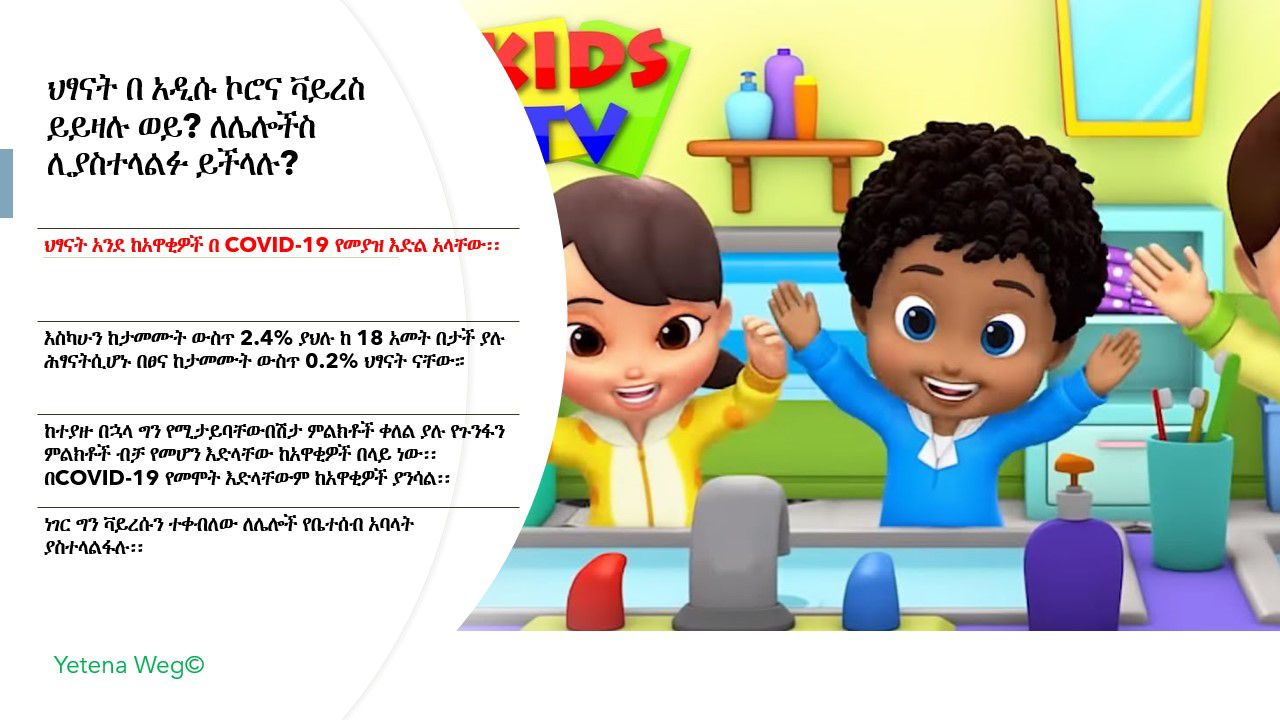 ህፃናት በ አዲሱ ኮሮና ቫይረስ
ይይዛሉ ወይ? ለሌሎችስ
ሊያስተላልፉ ይችላሉ?
ህፃናት አንደ ከአዋቂዎች በ COVID-19 የመያዝ እድል አላቸው፡፡
እስካሁን ከታመሙት ውስጥ 2.4% ያህሉ ከ 18 አመት በታች ያሉ
ሕፃናትሲሆኑ በፀና ከታመሙት ውስጥ 0.2% ህፃናት ናቸው።
ከተያዙ በኋላ ግን የሚታይባቸውበሽታ ምልክቶች ቀለል ያሉ የጉንፋን
ምልክቶች ብቻ የመሆን እድላቸው ከአዋቂዎች በላይ ነው፡፡
በCOVID-19 የመሞት እድላቸውም ከአዋቂዎች ያንሳል፡፡
ነገር ግን ቫይረሱን ተቀብለው ለሌሎች የቤተሰብ አባላት
ያስተላልፋሉ፡፡
Yetena Weg©
KIDS
TV